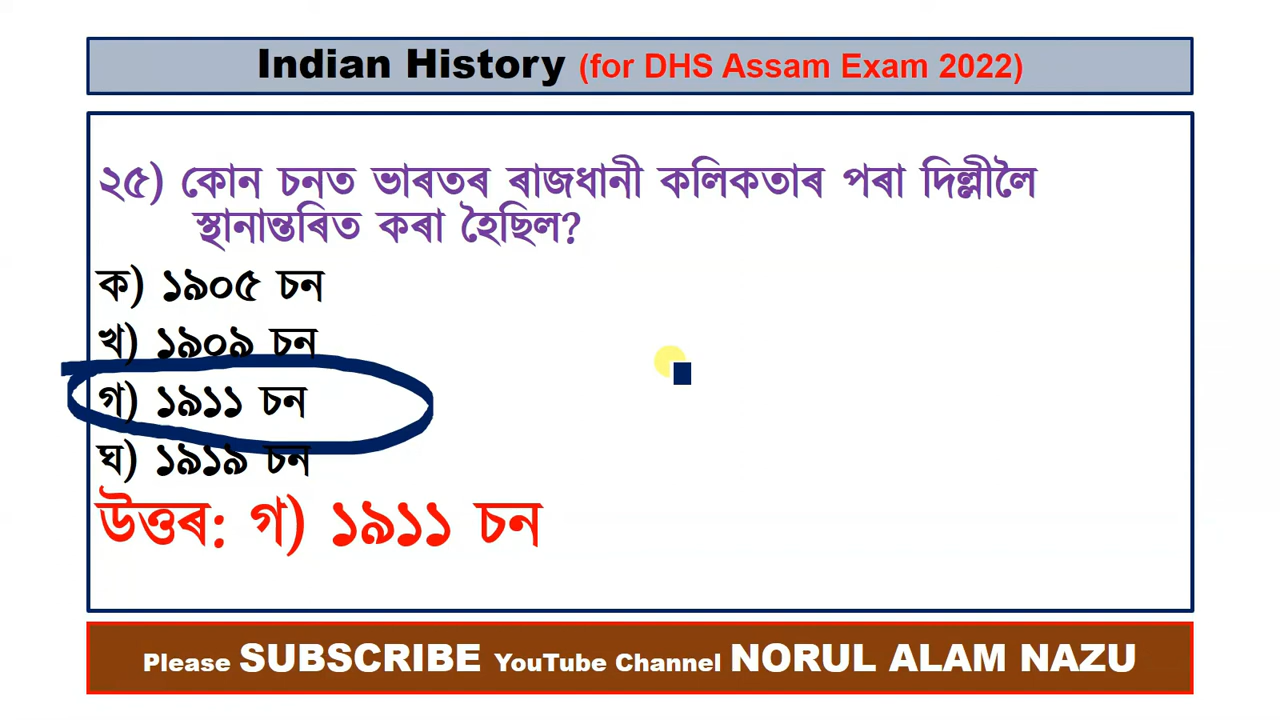 Indian History (for DHS Assam Exam 2022)
২৫) কোন চনত ভাৰতৰ ৰাজধানী কলিকতাৰ পৰা দিল্লীলৈ
স্থানান্তৰিত কৰা হৈছিল?
ক) ১৯০৫ চন
খ) ১৯০৯ চন
গ) ১৯১১ চন
ঘ) ১৯১৯ চন
উত্তৰ: গ) ১৯১১ চন
Please SUBSCRIBE YouTube Channel NORUL ALAM NAZU